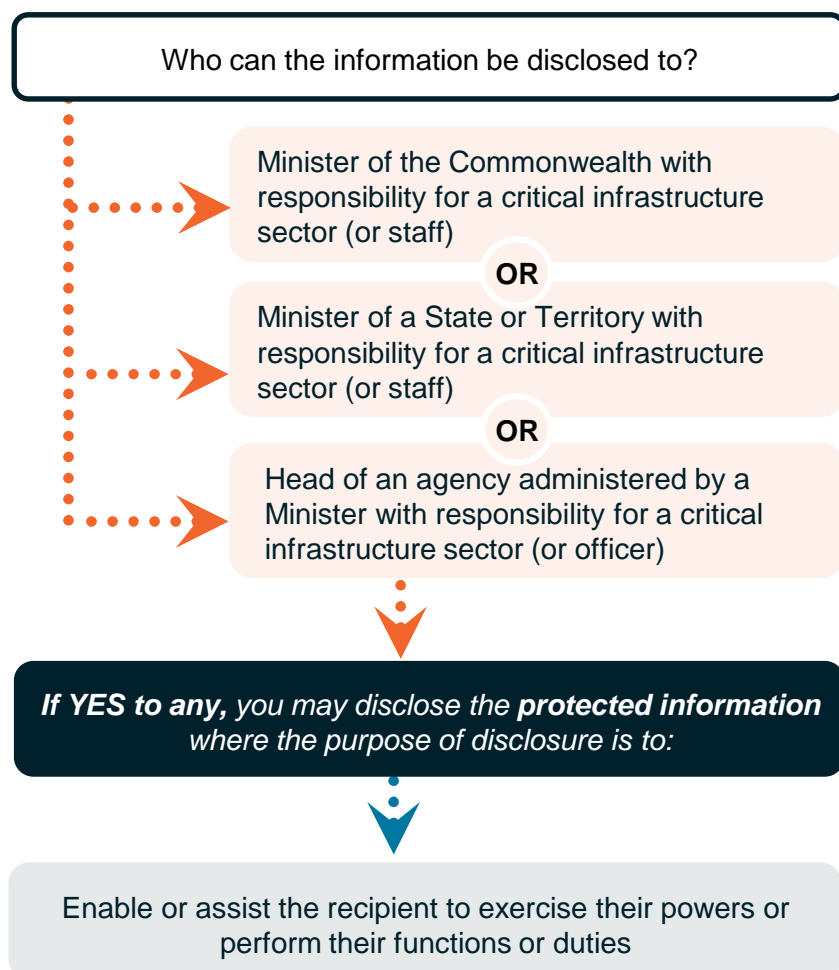 Who can the information be disclosed to?
Minister of the Commonwealth with
responsibility for a critical infrastructure
sector (or staff)
OR
Minister of a State or Territory with
responsibility for a critical infrastructure
sector (or staff)
OR
Head of an agency administered by a
Minister with responsibility for a critical
infrastructure sector (or officer)
If YES to any, you may disclose the protected information
where the purpose of disclosure is to:
Enable or assist the recipient to exercise their powers or
perform their functions or duties